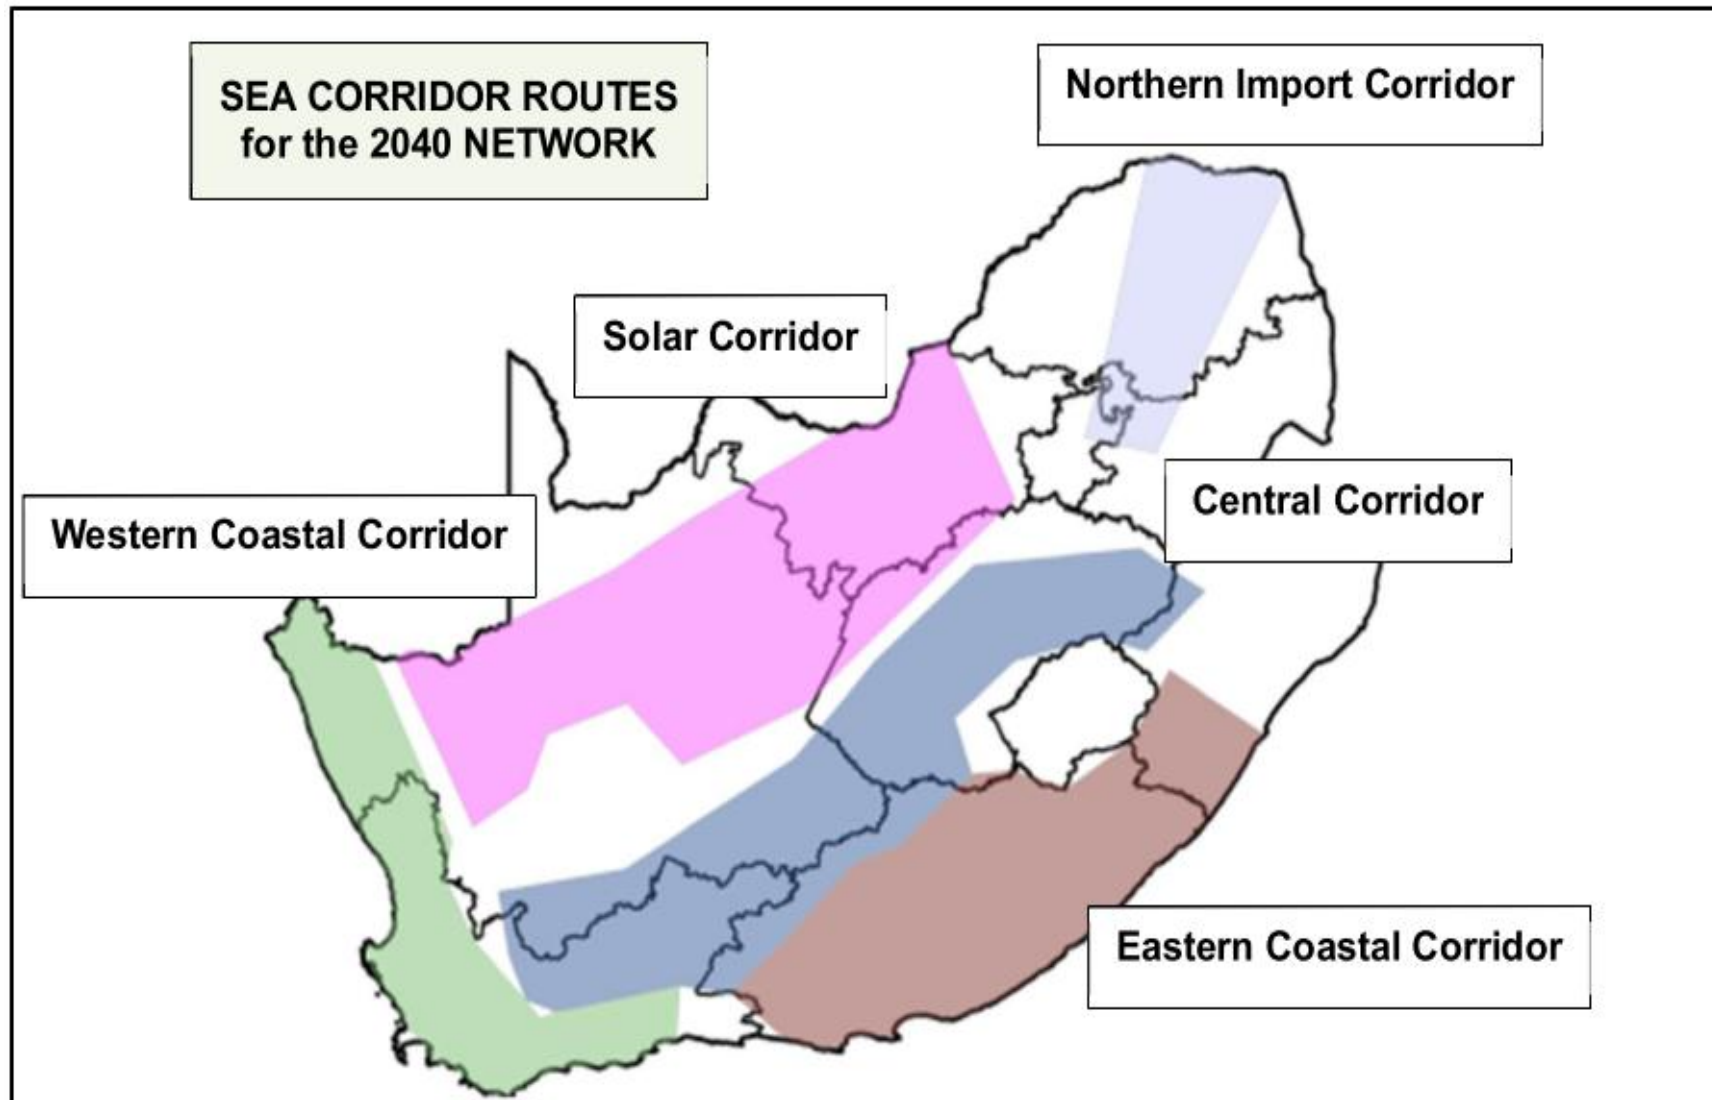 SEA CORRIDOR ROUTES
for the 2040 NETWORK
Northern Import Corridor
Solar Corridor
Central Corridor
Western Coastal Corridor
Eastern Coastal Corridor